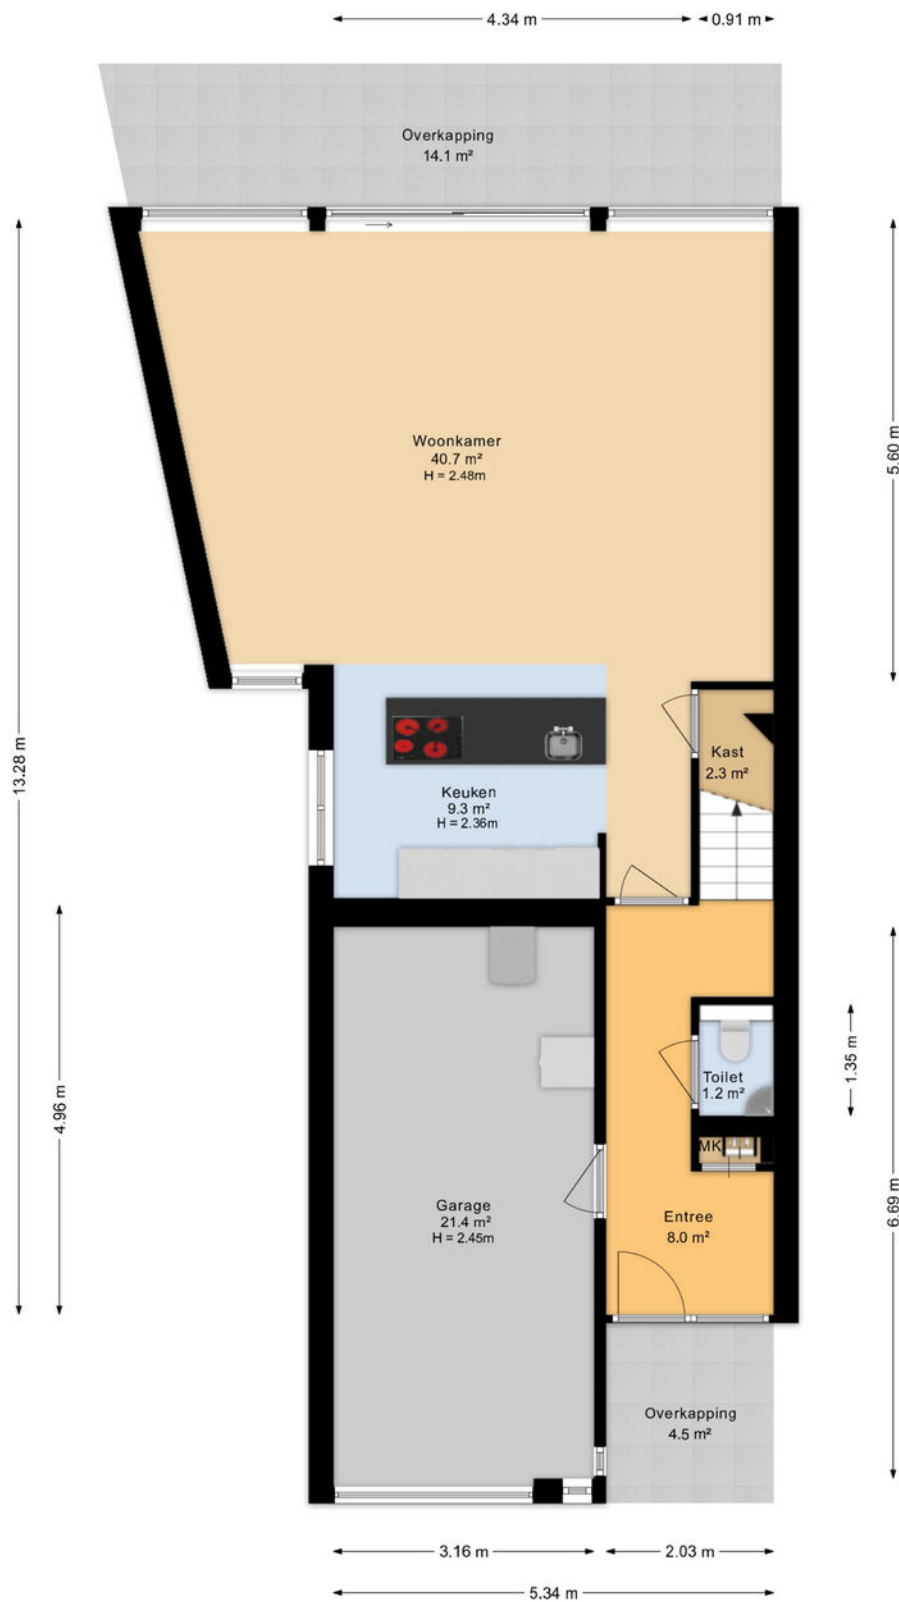 4.34 m
0.91 m
Overkapping
14.1 m²
Woonkamer
40.7 m²
H = 2.48m
5.60 m
13.28 m
Kast
2.3 m²
Keuken
9.3 m²
H = 2.36m
4.96 m
1.35 m
Toilet
1.2 m²
MK
Garage
21.4 m²
H = 2.45m
Entree
8.0 m²
6.69 m
Overkapping
4.5 m²
3.16 m
2.03 m
5.34 m